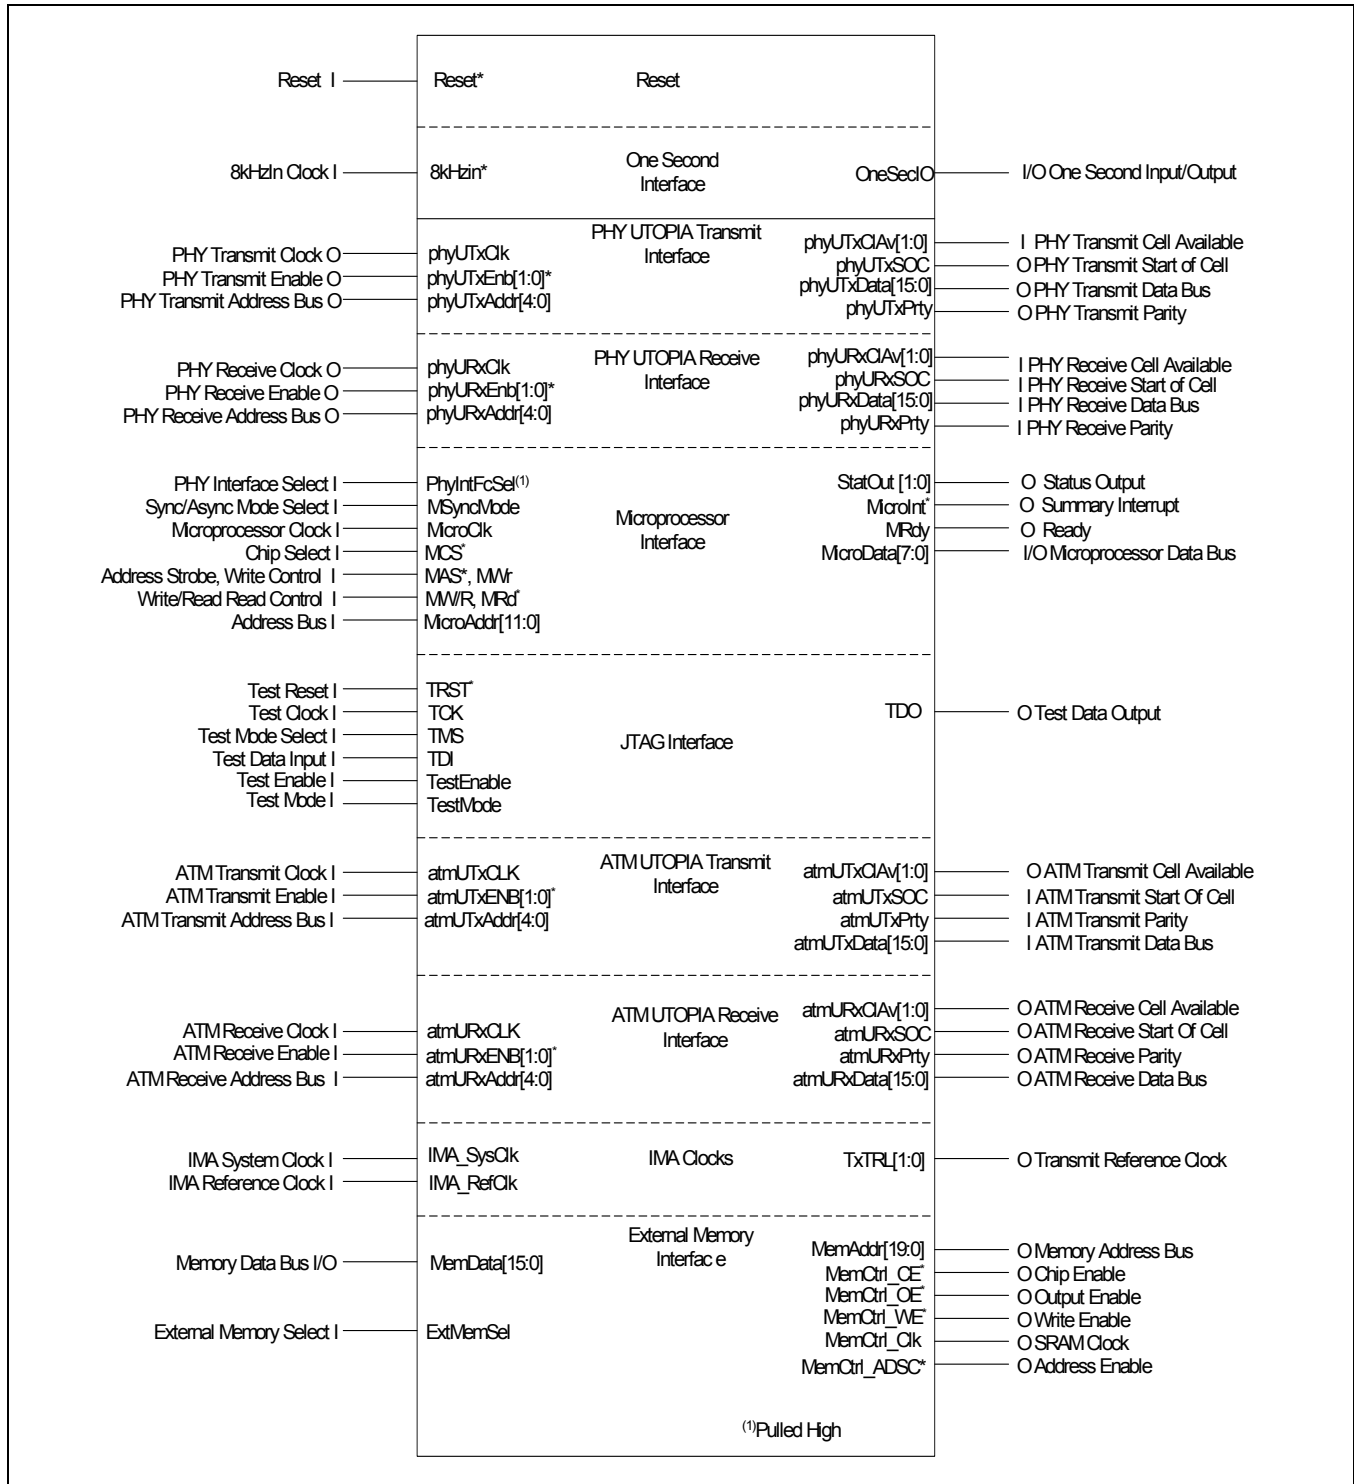 Reset I Reset* Reset
8kHzIn Clock I 8kHzin* One Second Interface OneSecIO I/O One Second Input/Output
PHY UTOPIA Transmit Interface
PHY Transmit Clock O phyUTxClk phyUTxClAv[1:0] I PHY Transmit Cell Available
PHY Transmit Enable O phyUTxEnb[1:0]* phyUTxSOC O PHY Transmit Start of Cell
PHY Transmit Address Bus O phyUTxAddr[4:0] phyUTxData[15:0] O PHY Transmit Data Bus
phyUTxPrty O PHY Transmit Parity
PHY UTOPIA Receive Interface
PHY Receive Clock O phyURxClk phyURxClAv[1:0] I PHY Receive Cell Available
PHY Receive Enable O phyURxEnb[1:0]* phyURxSOC I PHY Receive Start of Cell
PHY Receive Address Bus O phyURxAddr[4:0] phyURxData[15:0] I PHY Receive Data Bus
phyURxPrty I PHY Receive Parity
PHY Interface Select I PhyIntFcSel(1) StatOut [1:0] O Status Output
Sync/Async Mode Select I MSyncMode MicroInt* O Summary Interrupt
Microprocessor Interface
Microprocessor Clock I MicroClk MRdy O Ready
Chip Select I MCS* MicroData[7:0] I/O Microprocessor Data Bus
Address Strobe, Write Control I MAS*, MWr
Write/Read Read Control I MW/R, MRd*
Address Bus I MicroAddr[11:0]
Test Reset I TRST*
Test Clock I TCK TDO O Test Data Output
Test Mode Select I TMS JTAG Interface
Test Data Input I TDI
Test Enable I TestEnable
Test Mode I TestMode
ATM UTOPIA Transmit Interface
ATM Transmit Clock I atmUTxCLK atmUTxClAv[1:0] O ATM Transmit Cell Available
ATM Transmit Enable I atmUTxENB[1:0]* atmUTxSOC I ATM Transmit Start Of Cell
ATM Transmit Address Bus I atmUTxAddr[4:0] atmUTxPrty I ATM Transmit Parity
atmUTxData[15:0] I ATM Transmit Data Bus
ATM UTOPIA Receive Interface
atmURxClAv[1:0] O ATM Receive Cell Available
ATM Receive Clock I atmURxCLK atmURxSOC O ATM Receive Start Of Cell
ATM Receive Enable I atmURxENB[1:0]* atmURxPrty O ATM Receive Parity
ATM Receive Address Bus I atmURxAddr[4:0] atmURxData[15:0] O ATM Receive Data Bus
IMA System Clock I IMA_SysClk IMA Clocks TxTRL[1:0] O Transmit Reference Clock
IMA Reference Clock I IMA_RefClk
External Memory Interfac e
Memory Data Bus I/O MemData[15:0] MemAddr[19:0] O Memory Address Bus
MemCtrl_CE* O Chip Enable
MemCtrl_OE* O Output Enable
MemCtrl_WE* O Write Enable
External Memory Select I ExtMemSel MemCtrl_Clk O SRAM Clock
MemCtrl_ADSC* O Address Enable
(1)Pulled High